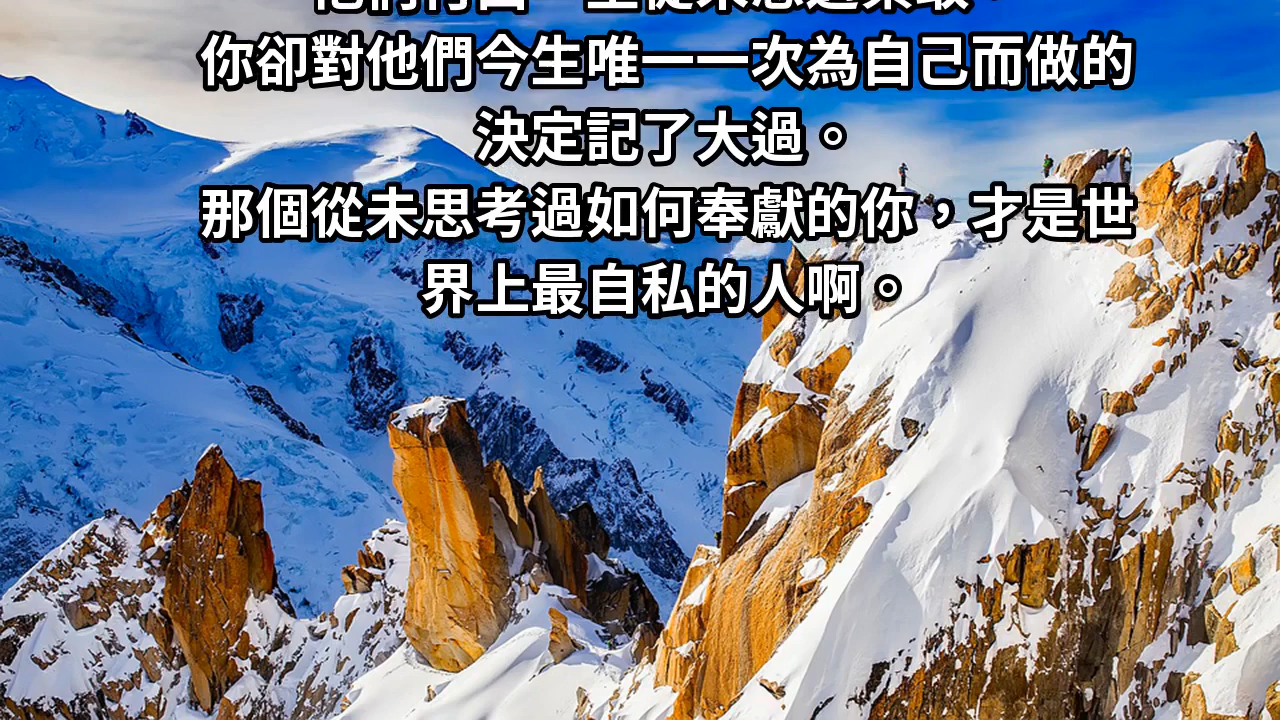 你卻對他們今生唯一一次為自己而做的
決定記了大過。
那個從未思考過如何奉獻的你，才是世
界上最自私的人啊。